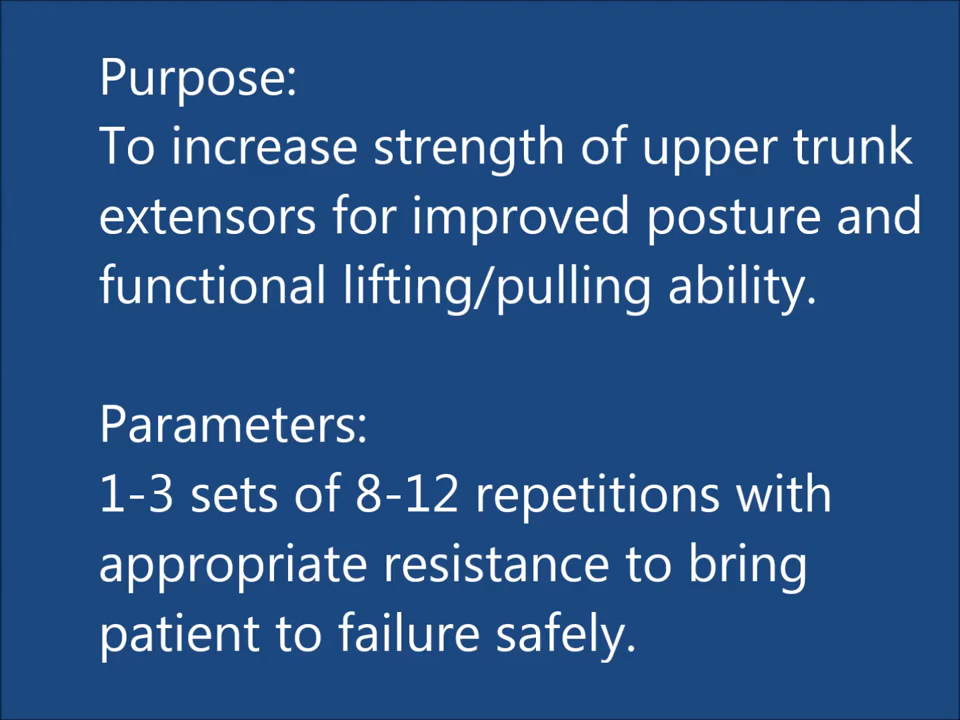 Purpose:
To increase strength of upper trunk
extensors for improved posture and
functional lifting/pulling ability.
Parameters:
1-3 sets of 8-12 repetitions with
appropriate resistance to bring
patient to failure safely.